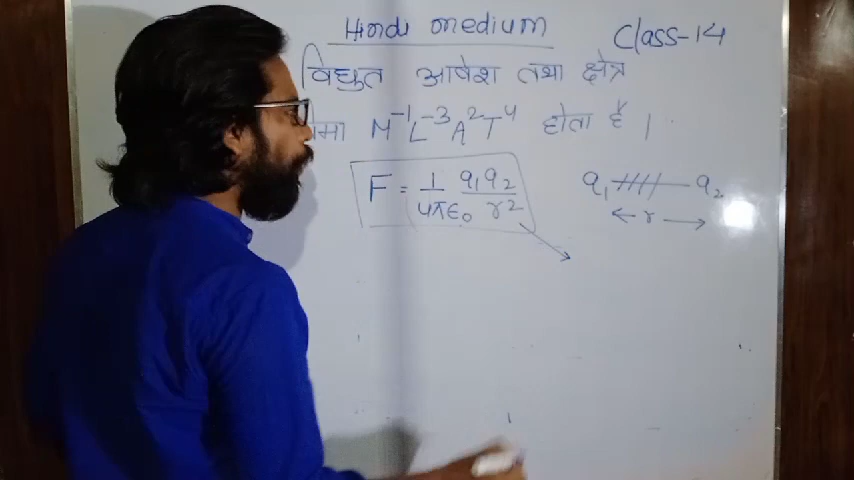 Hindi medium
Class-14
विद्युत आवेश तथा क्षेत्र
M⁻¹L⁻³A²T⁴ होता है |
F = 1/4πε₀ q₁q₂/r²
q₁ q₂
← r →